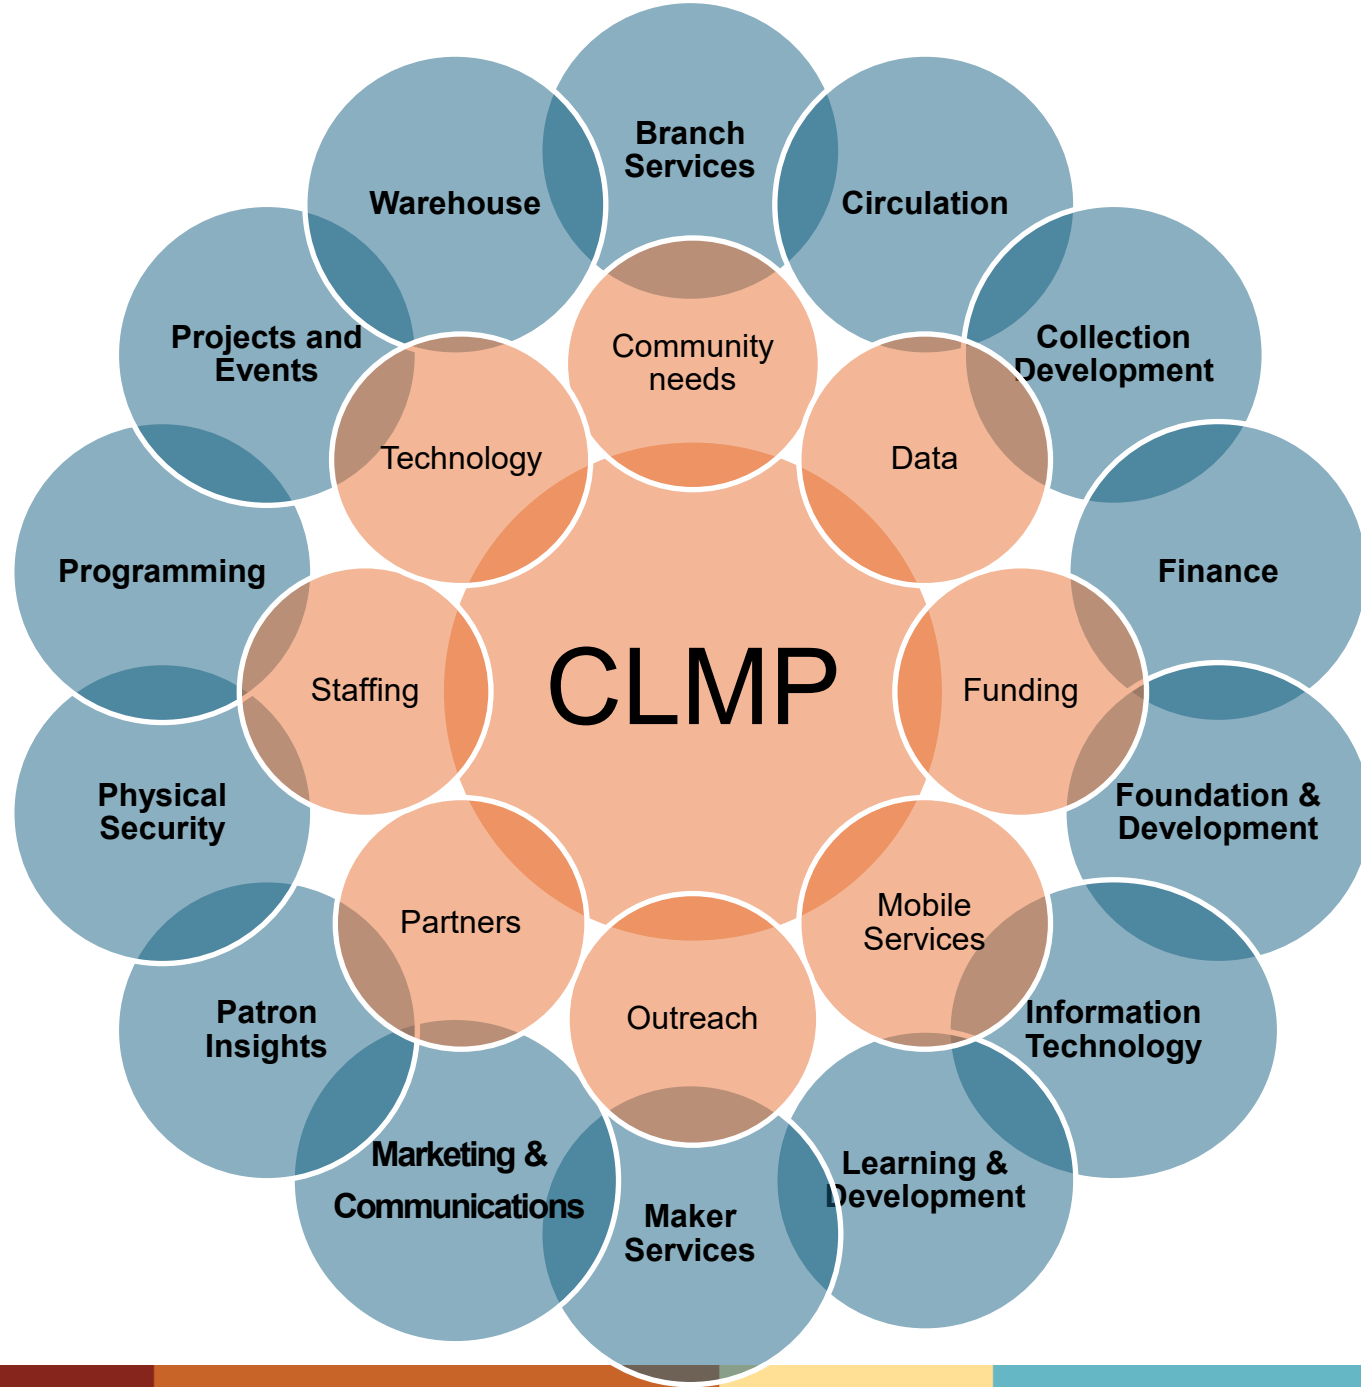 Branch
Services
Warehouse
Circulation
Projects and
Events
Community
needs
Collection
Development
Technology
Data
Programming
Finance
CLMP
Staffing
Funding
Physical
Security
Foundation &
Development
Partners
Mobile
Services
Patron
Insights
Outreach
Information
Technology
Marketing &
Communications
Learning &
Development
Maker
Services